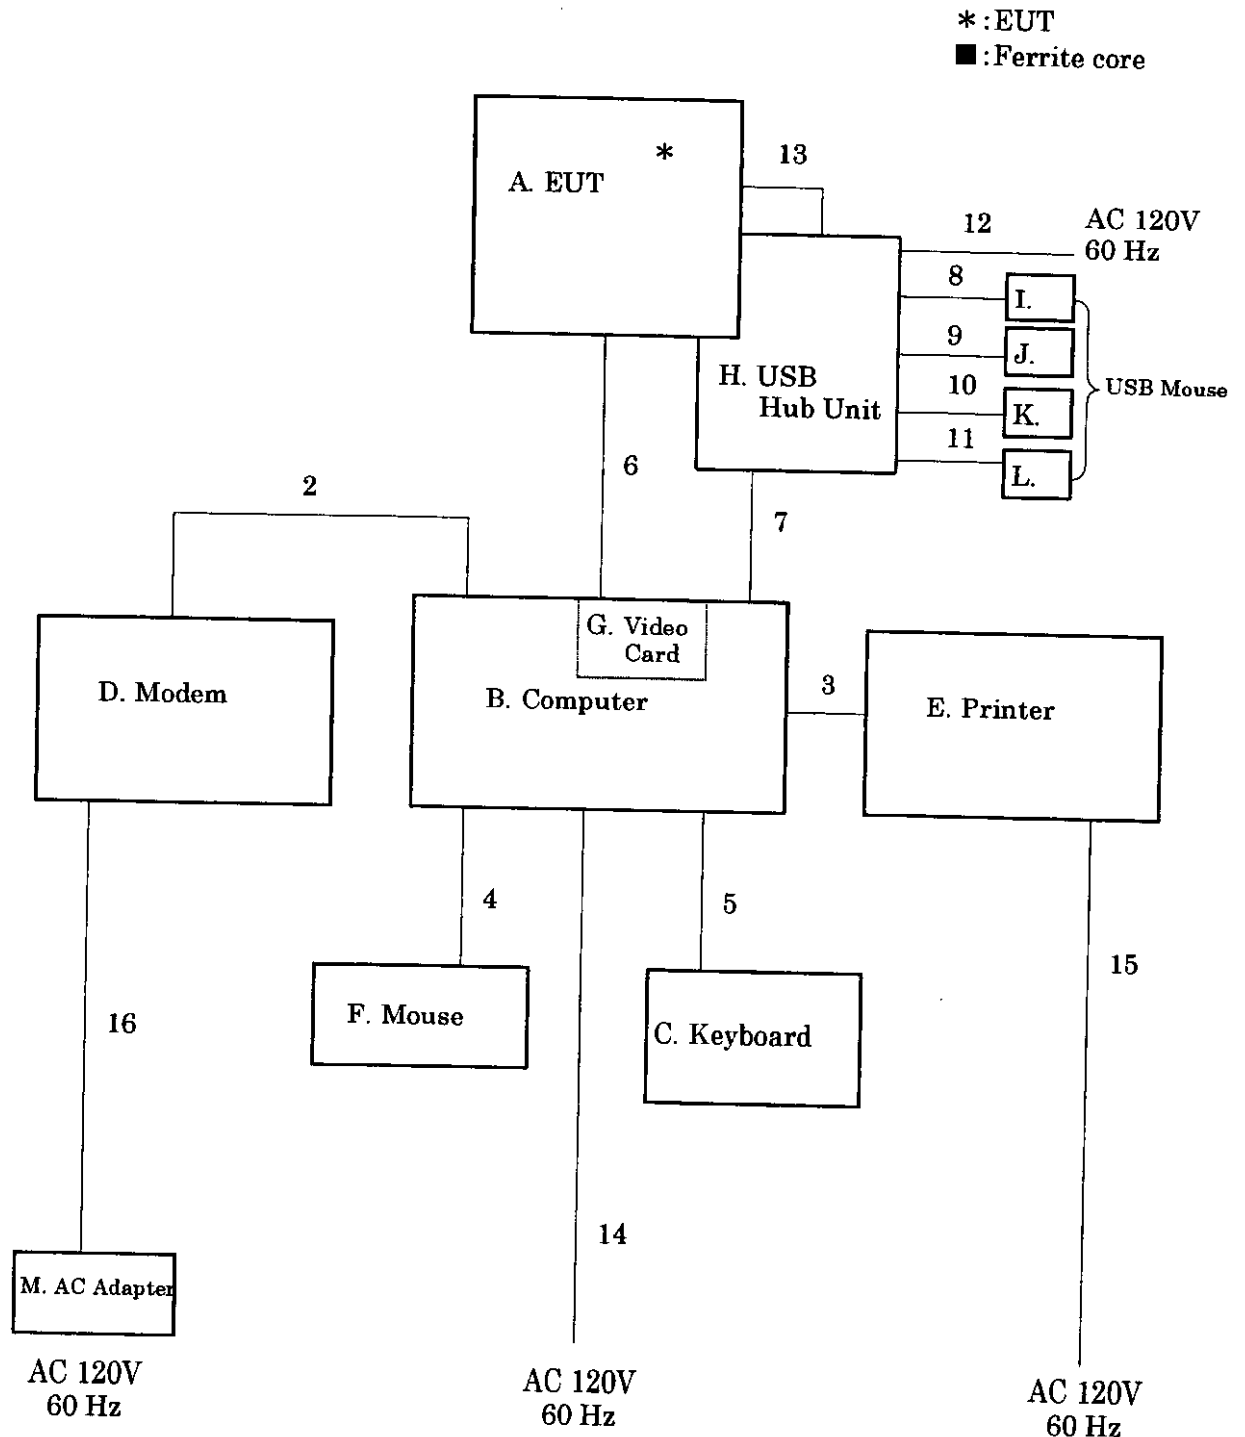 * : EUT
■ : Ferrite core
A. EUT
*
13
12
AC 120V
60 Hz
8
I.
9
J.
H. USB
Hub Unit
10
K.
USB Mouse
11
L.
6
2
7
G. Video
Card
D. Modem
B. Computer
3
E. Printer
4
5
15
F. Mouse
C. Keyboard
16
14
M. AC Adapter
AC 120V
60 Hz
AC 120V
60 Hz
AC 120V
60 Hz